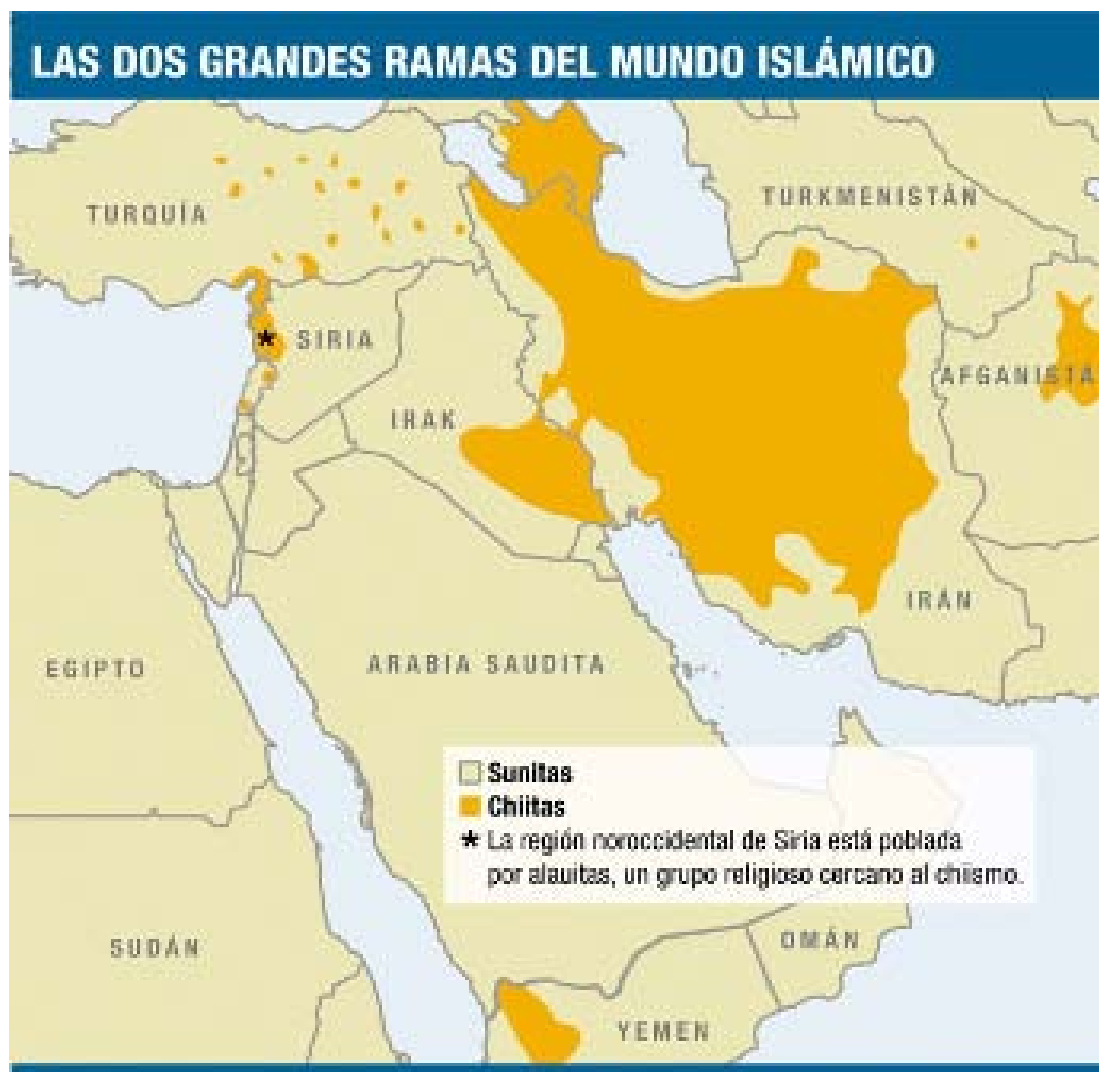 LAS DOS GRANDES RAMAS DEL MUNDO ISLÁMICO
TURQUÍA
TURKMENISTÁN
SIRIA
AFGANISTA
IRAK
IRÁN
EGIPTO
ARABIA SAUDITA
Sunitas
Chiitas
* La región noroccidental de Siria está poblada
por alauitas, un grupo religioso cercano al chiismo.
SUDÁN
OMÁN
YEMEN